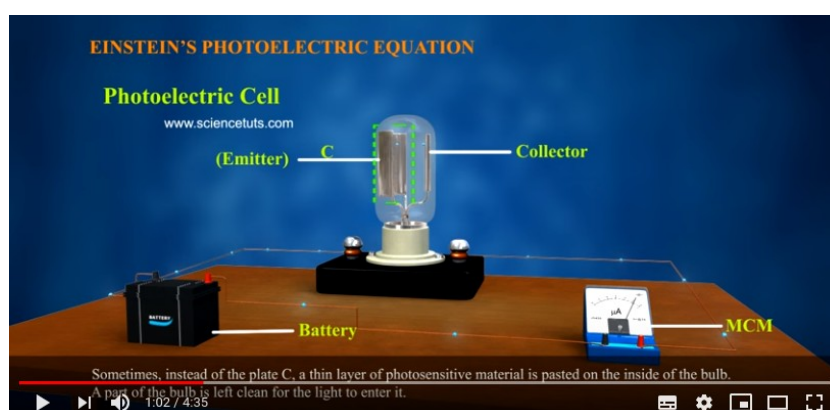 EINSTEIN'S PHOTOELECTRIC EQUATION
Photoelectric Cell
www.sciencetuts.com
(Emitter)
C
Collector
BATTERY
Battery
µA
MCM
Sometimes, instead of the plate C, a thin layer of photosensitive material is pasted on the inside of the bulb.
A part of the bulb is left clean for the light to enter it.
1:02 / 4:35